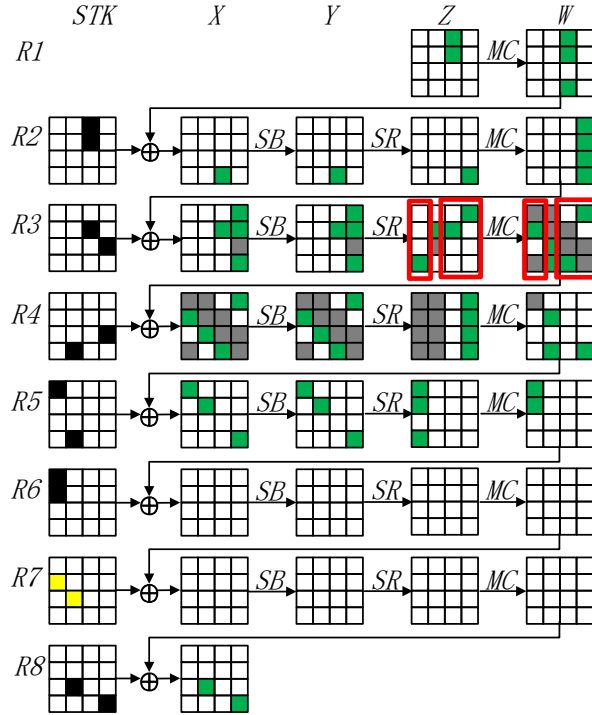 STK X Y Z W
R1 MC
R2 SB SR MC
R3 SB SR MC
R4 SB SR MC
R5 SB SR MC
R6 SB SR MC
R7 SB SR MC
R8